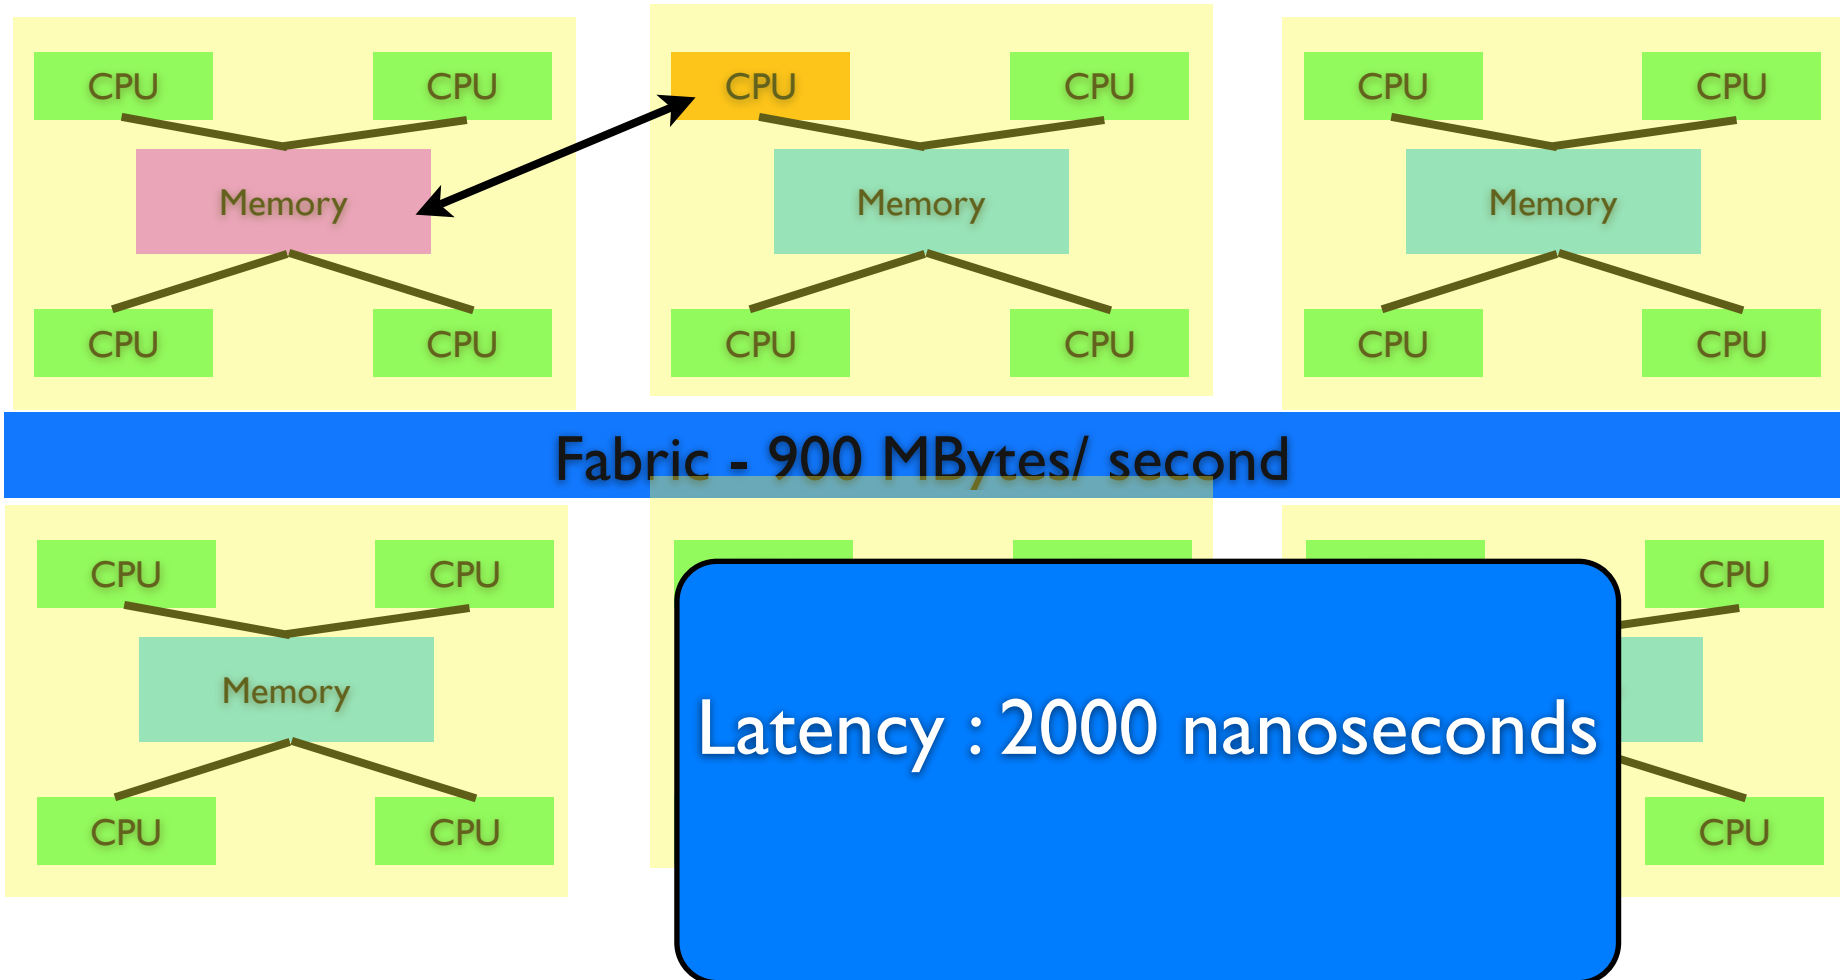 CPU CPU
Memory
CPU CPU
CPU CPU
Memory
CPU CPU
CPU CPU
Memory
CPU CPU
Fabric - 900 MBytes/ second
CPU CPU
Memory
CPU CPU
Latency : 2000 nanoseconds
CPU
CPU